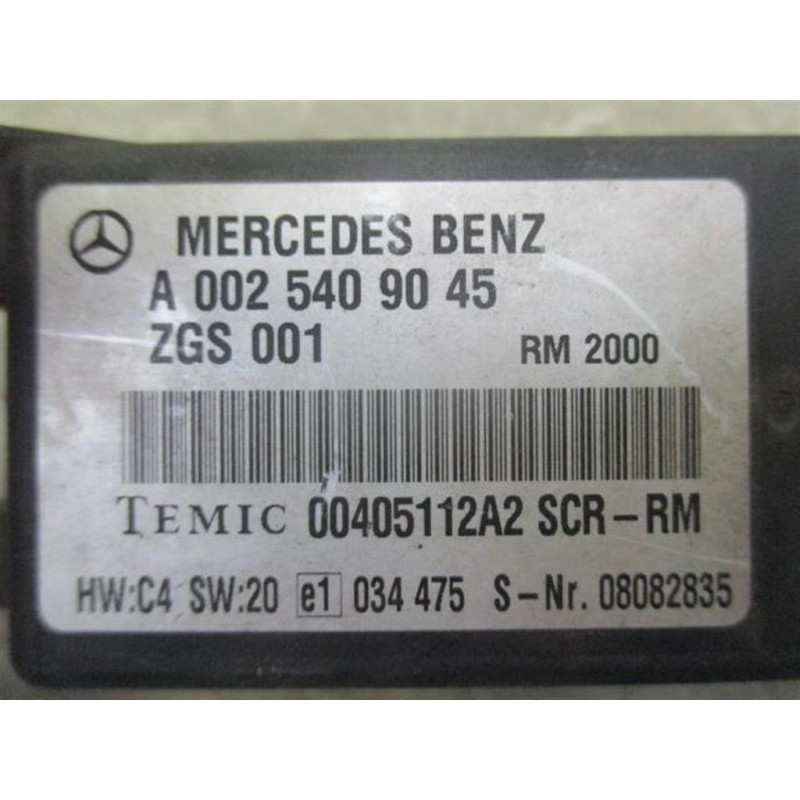 MERCEDES BENZ
A 002 540 90 45
ZGS 001 RM 2000
TEMIC 00405112A2 SCR-RM
HW:C4 SW:20 e1 034 475 S-Nr. 08082835